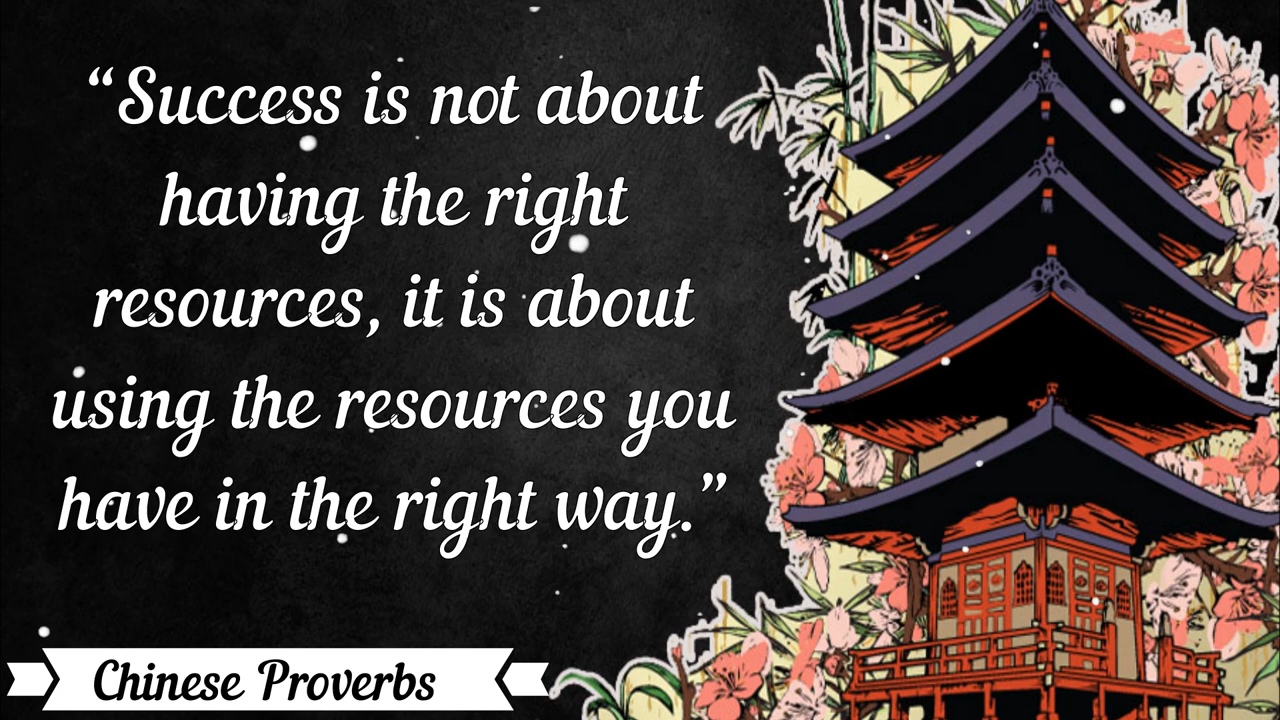 “Success is not about
having the right
resources, it is about
using the resources you
have in the right way.”
Chinese Proverbs